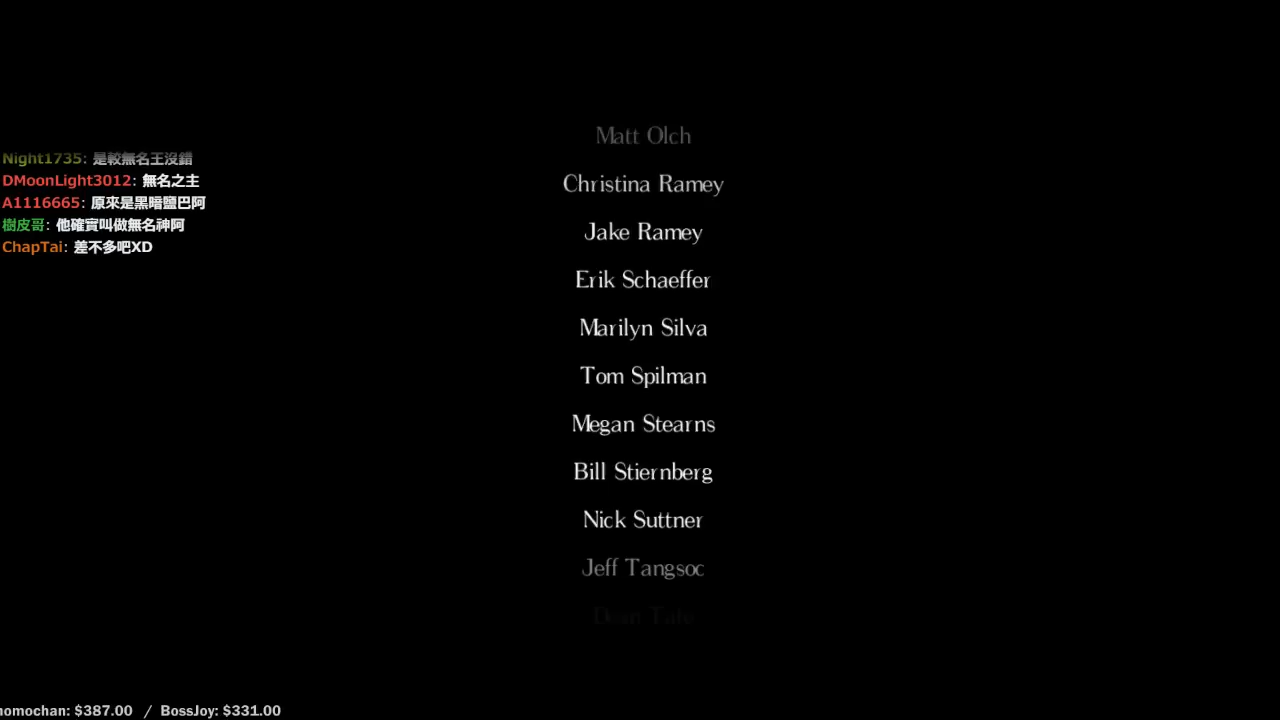 Night1735: 是較無名王沒錯
DMoonLight3012: 無名之主
A1116665: 原來是黑暗鹽巴阿
樹皮哥: 他確實叫做無名神阿
ChapTai: 差不多吧XD
Matt Olch
Christina Ramey
Jake Ramey
Erik Schaeffer
Marilyn Silva
Tom Spilman
Megan Stearns
Bill Stiernberg
Nick Suttner
Jeff Tangsoc
nomochan: $387.00 / BossJoy: $331.00